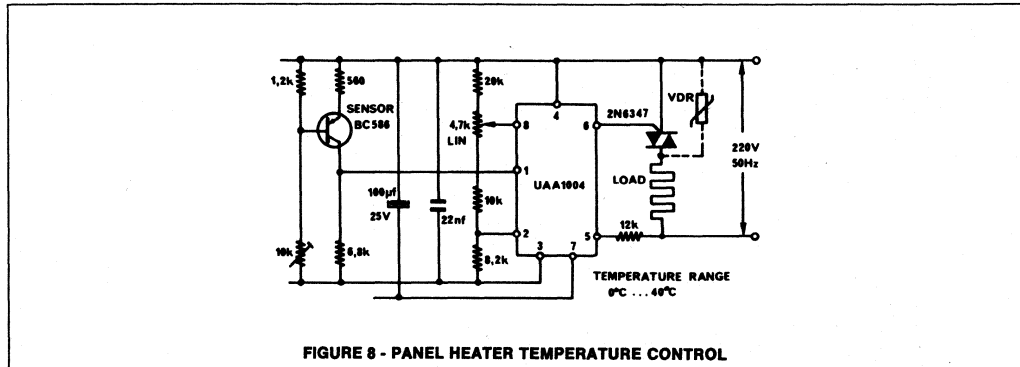 1,2k
560
SENSOR
BC586
20k
4,7k
LIN
8
4
6
2N6347
VDR
220V
50Hz
1
UAA1004
LOAD
100µf
25V
22nf
10k
2
5
12k
10k
6,8k
8,2k
3
7
TEMPERATURE RANGE
0°C ... 40°C
FIGURE 8 - PANEL HEATER TEMPERATURE CONTROL